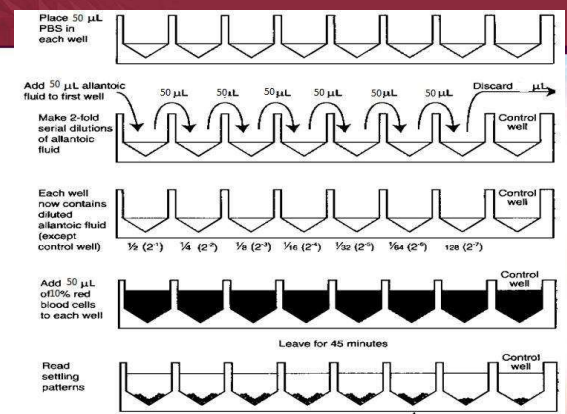 Place 50 µL
PBS in
each well
Add 50 µL allantoic
fluid to first well
50 µL
50 µL
50 µL
50 µL
50 µL
50 µL
Discard µL
Make 2-fold
serial dilutions
of allantoic
fluid
Control
well
Each well
now contains
diluted
allantoic fluid
(except
control well)
Control
well
½ (2⁻¹)
¼ (2⁻²)
⅛ (2⁻³)
1/16 (2⁻⁴)
1/32 (2⁻⁵)
1/64 (2⁻⁶)
128 (2⁻⁷)
Add 50 µL
of10% red
blood cells
to each well
Control
well
Leave for 45 minutes
Read
settling
patterns
Control
well